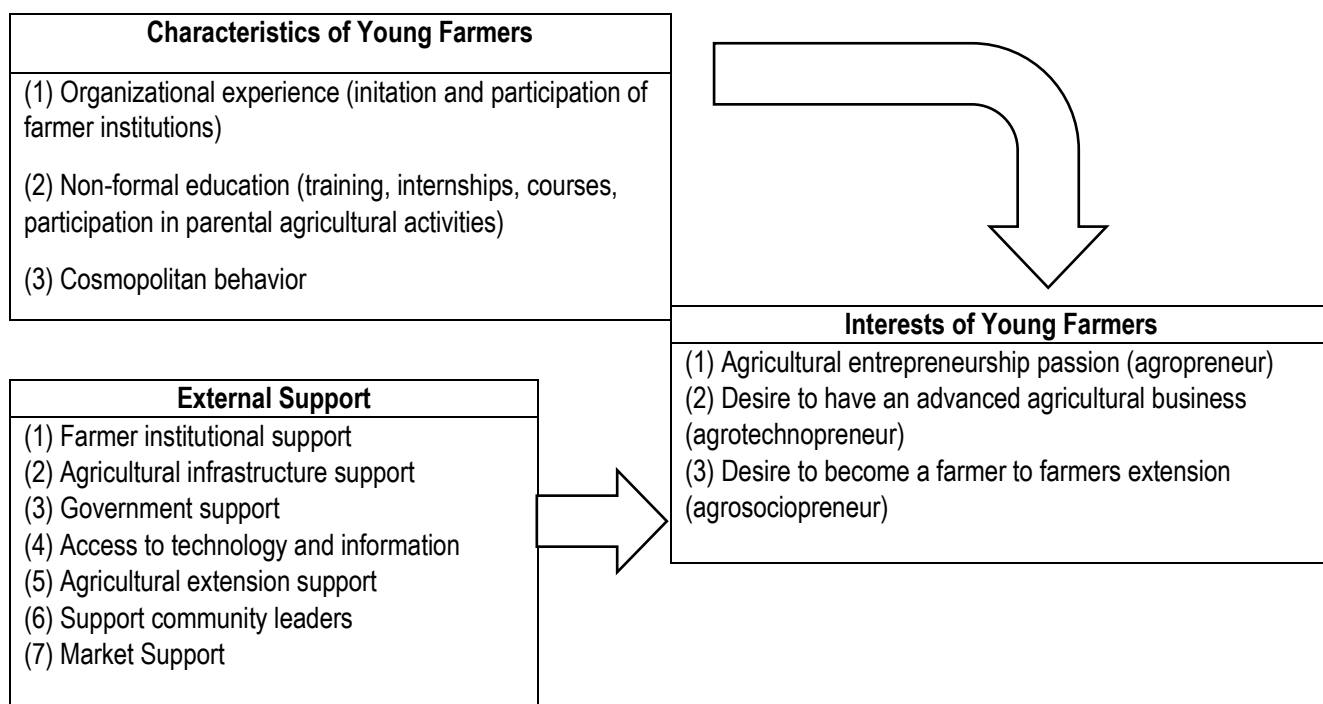 Characteristics of Young Farmers
(1) Organizational experience (initation and participation of
farmer institutions)
(2) Non-formal education (training, internships, courses,
participation in parental agricultural activities)
(3) Cosmopolitan behavior
External Support
(1) Farmer institutional support
(2) Agricultural infrastructure support
(3) Government support
(4) Access to technology and information
(5) Agricultural extension support
(6) Support community leaders
(7) Market Support
Interests of Young Farmers
(1) Agricultural entrepreneurship passion (agropreneur)
(2) Desire to have an advanced agricultural business
(agrotechnopreneur)
(3) Desire to become a farmer to farmers extension
(agrosociopreneur)